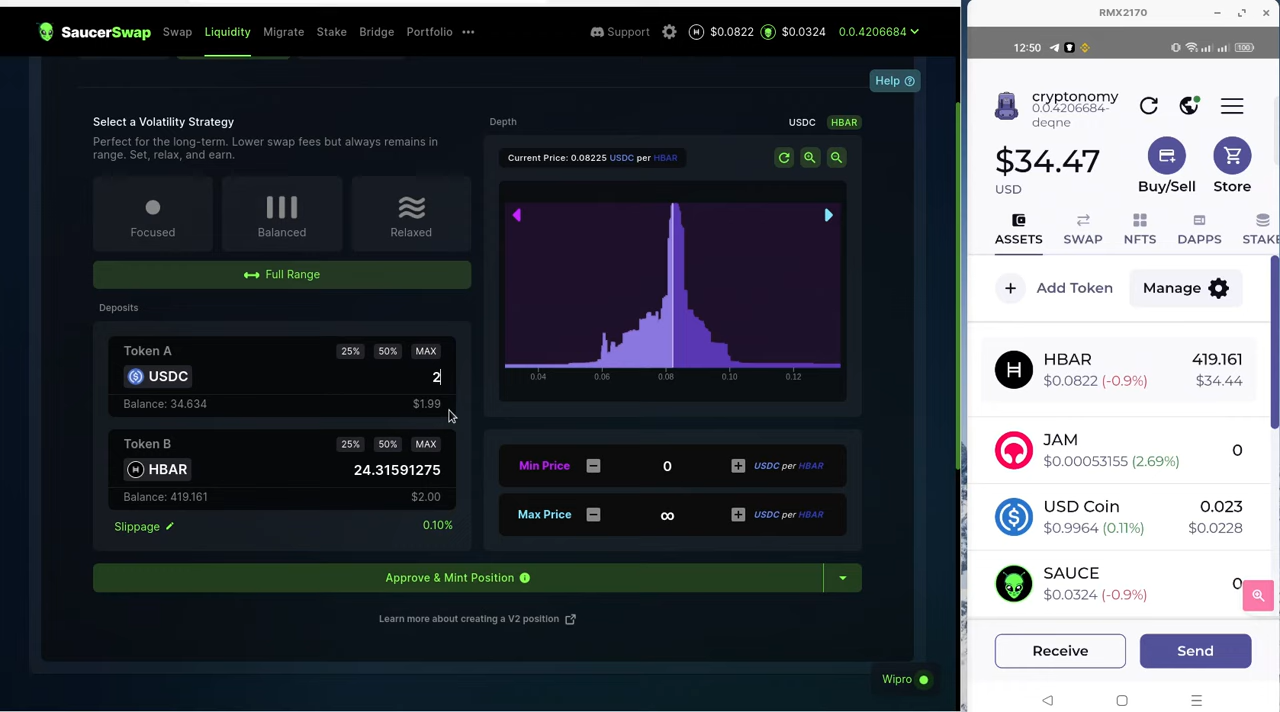 SaucerSwap
Swap
Liquidity
Migrate
Stake
Bridge
Portfolio
Support
$0.0822
$0.0324
0.0.4206684
Help
Select a Volatility Strategy
Perfect for the long-term. Lower swap fees but always remains in
range. Set, relax, and earn.
Focused
Balanced
Relaxed
Full Range
Deposits
Token A
25%
50%
MAX
USDC
2
Balance: 34.634
$1.99
Token B
25%
50%
MAX
HBAR
24.31591275
Balance: 419.161
$2.00
Slippage
0.10%
Depth
USDC
HBAR
Current Price: 0.08225 USDC per HBAR
0.04
0.06
0.08
0.10
0.12
Min Price
0
USDC per HBAR
Max Price
∞
USDC per HBAR
Approve & Mint Position
Learn more about creating a V2 position
Wipro
RMX2170
12:50
100
cryptonomy
0.0.4206684-
deqne
$34.47
USD
Buy/Sell
Store
ASSETS
SWAP
NFTS
DAPPS
STAKE
Add Token
Manage
HBAR
419.161
$0.0822 (-0.9%)
$34.44
JAM
0
$0.00053155 (2.69%)
USD Coin
0.023
$0.9964 (0.11%)
$0.0228
SAUCE
0
$0.0324 (-0.9%)
Receive
Send